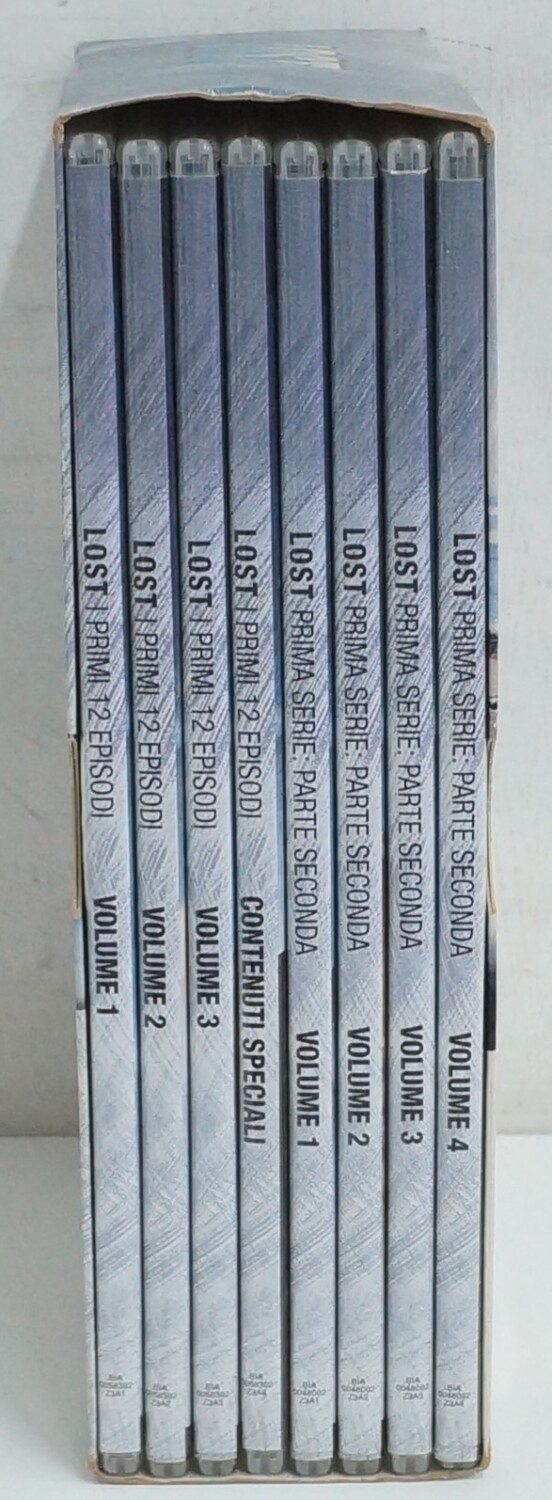 LOST I PRIMI 12 EPISODI VOLUME 1
LOST I PRIMI 12 EPISODI VOLUME 2
LOST I PRIMI 12 EPISODI VOLUME 3
LOST I PRIMI 12 EPISODI CONTENUTI SPECIALI
LOST PRIMA SERIE: PARTE SECONDA VOLUME 1
LOST PRIMA SERIE: PARTE SECONDA VOLUME 2
LOST PRIMA SERIE: PARTE SECONDA VOLUME 3
LOST PRIMA SERIE: PARTE SECONDA VOLUME 4